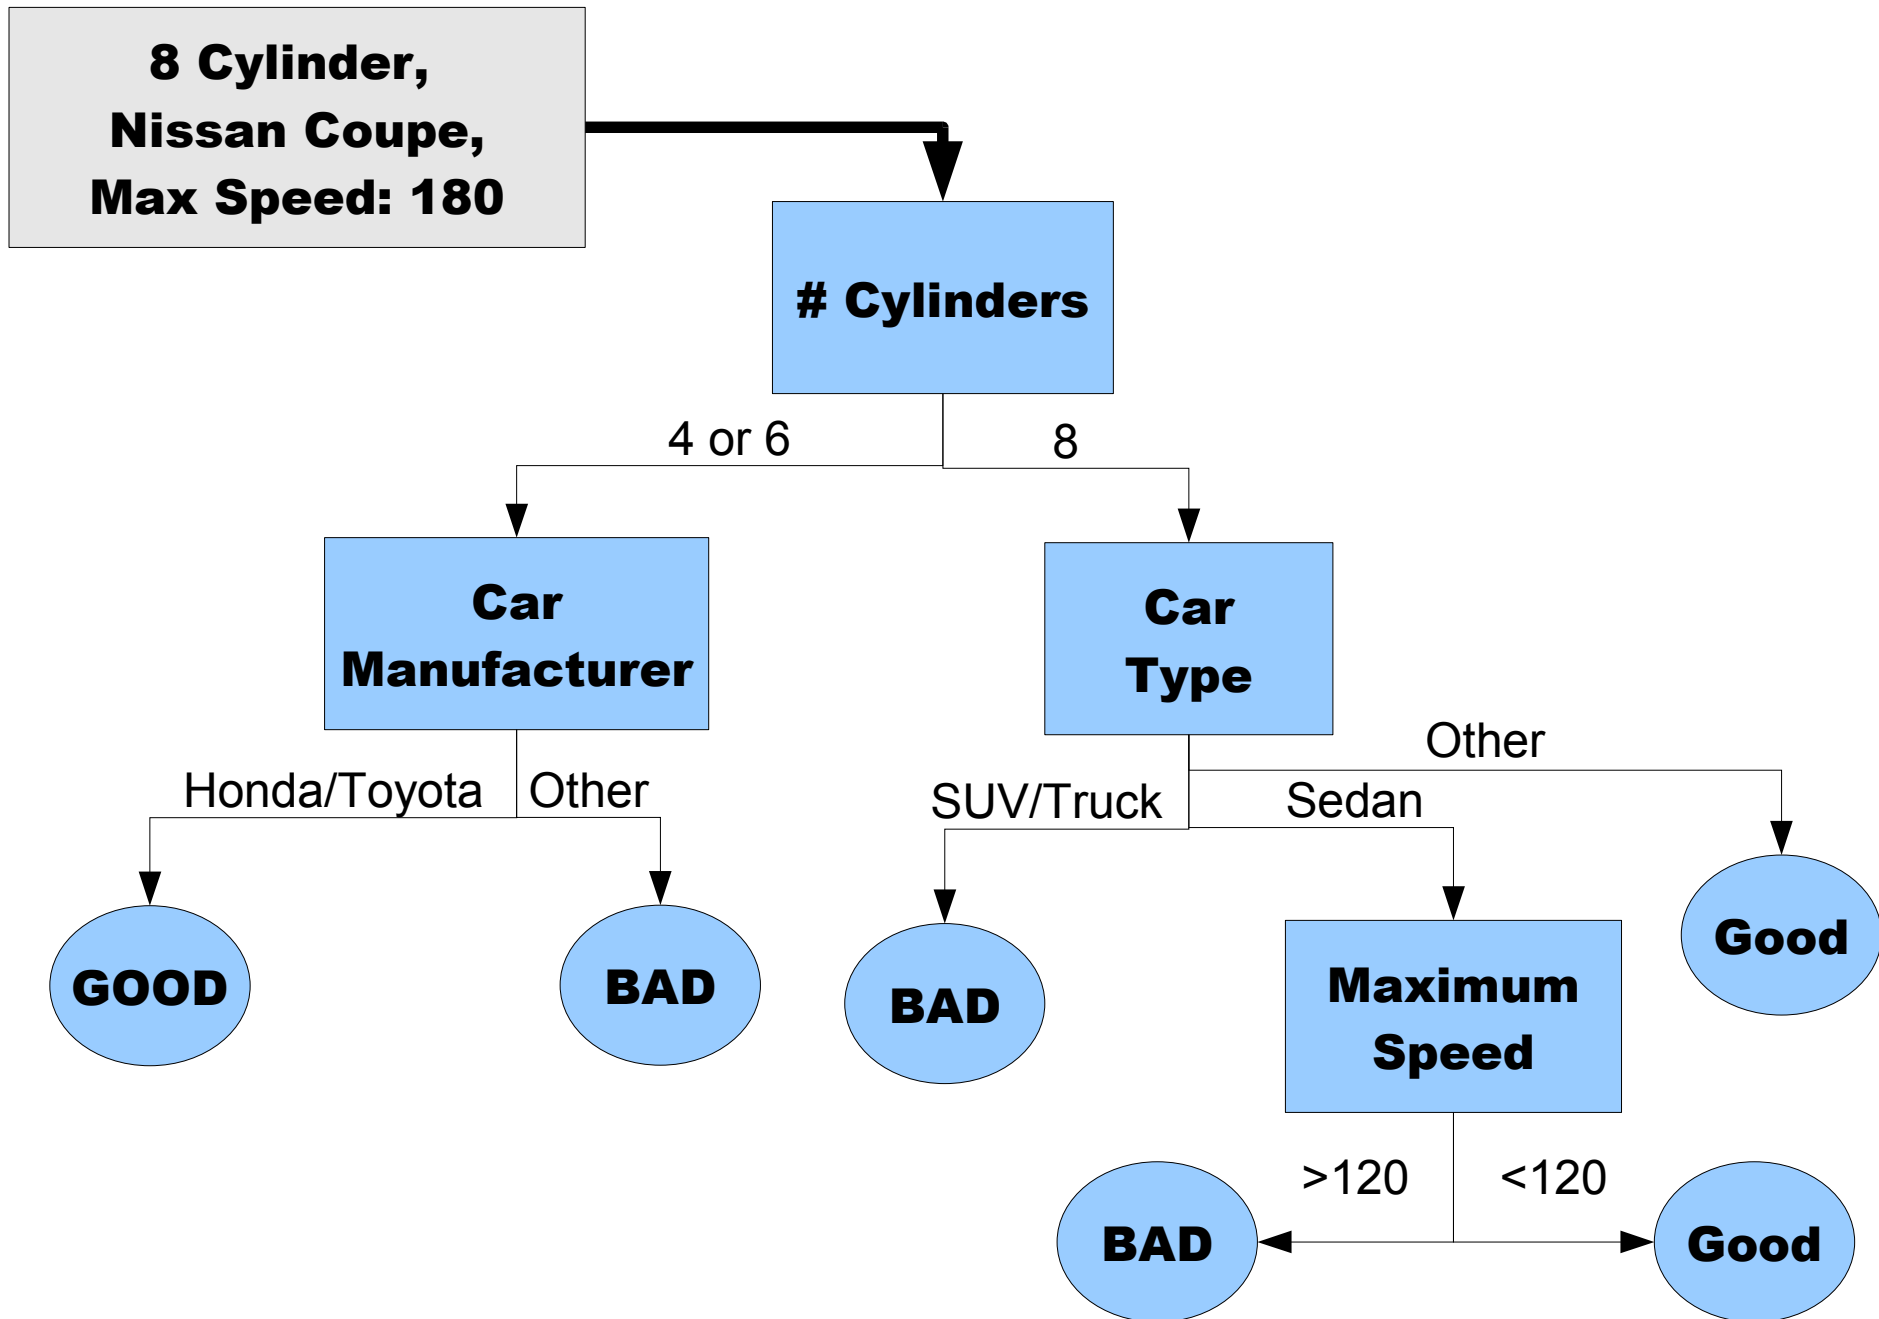 8 Cylinder,
Nissan Coupe,
Max Speed: 180
# Cylinders
4 or 6
8
Car
Manufacturer
Car
Type
Honda/Toyota
Other
SUV/Truck
Sedan
Other
GOOD
BAD
BAD
Maximum
Speed
Good
>120
<120
BAD
Good